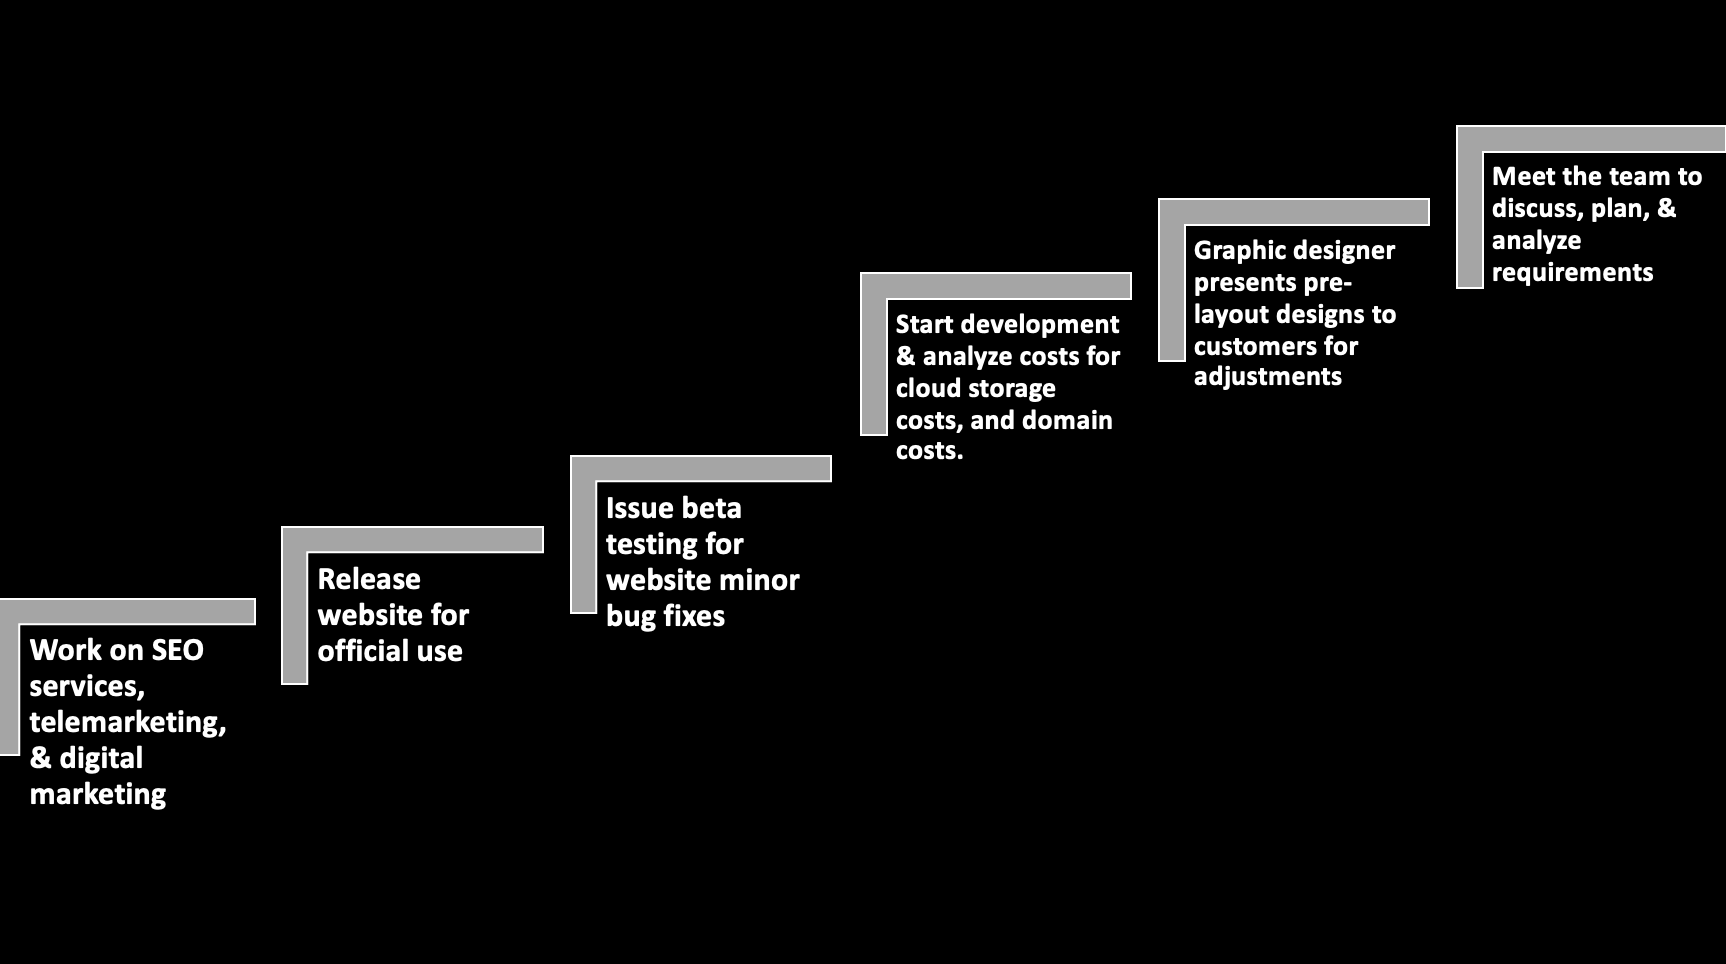 Work on SEO
services,
telemarketing,
& digital
marketing
Release
website for
official use
Issue beta
testing for
website minor
bug fixes
Start development
& analyze costs for
cloud storage
costs, and domain
costs.
Graphic designer
presents pre-
layout designs to
customers for
adjustments
Meet the team to
discuss, plan, &
analyze
requirements